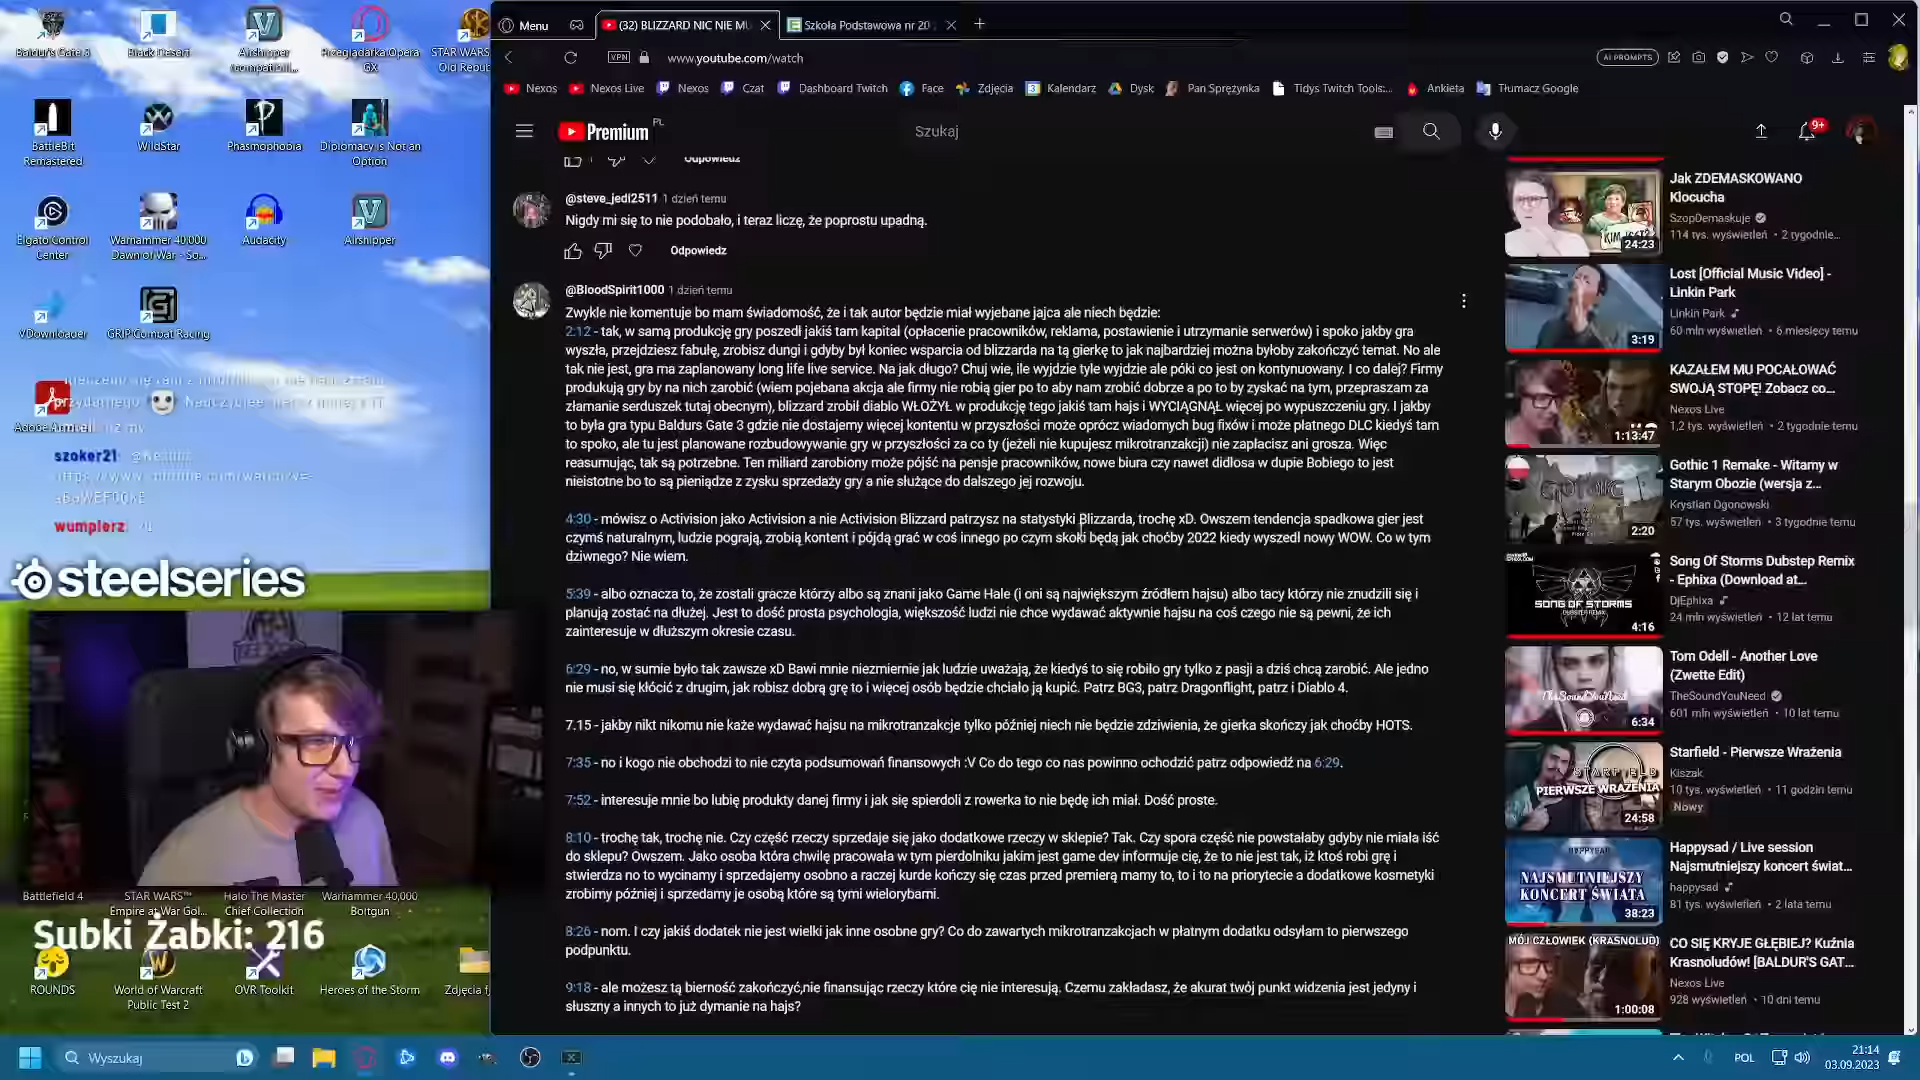 Menu
(32) BLIZZARD NIC NIE MU
Szkoła Podstawowa nr 20
VPN
www.youtube.com/watch
AI PROMPTS
Nexos
Nexos Live
Nexos
Czat
Dashboard Twitch
Face
Zdjęcia
Kalendarz
Dysk
Pan Sprężynka
Tidys Twitch Tools:...
Ankieta
Tłumacz Google
Premium PL
Szukaj
9+
Odpowiedz
@steve_jedi2511 1 dzień temu
Nigdy mi się to nie podobało, i teraz liczę, że poprostu upadną.
Odpowiedz
@BloodSpirit1000 1 dzień temu
Zwykle nie komentuje bo mam świadomość, że i tak autor będzie miał wyjebane jajca ale niech będzie:
2:12 - tak, w samą produkcję gry poszedł jakiś tam kapitał (opłacenie pracowników, reklama, postawienie i utrzymanie serwerów) i spoko jakby gra
wyszła, przejdziesz fabułę, zrobisz dungi i gdyby był koniec wsparcia od blizzarda na tą gierkę to jak najbardziej można byłoby zakończyć temat. No ale
tak nie jest, gra ma zaplanowany long life live service. Na jak długo? Chuj wie, ile wyjdzie tyle wyjdzie ale póki co jest on kontynuowany. I co dalej? Firmy
produkują gry by na nich zarobić (wiem pojebana akcja ale firmy nie robią gier po to aby nam zrobić dobrze a po to by zyskać na tym, przepraszam za
złamanie serduszek tutaj obecnym), blizzard zrobił diablo WŁOŻYŁ w produkcję tego jakiś tam hajs i WYCIĄGNĄŁ więcej po wypuszczeniu gry. I jakby
to była gra typu Baldurs Gate 3 gdzie nie dostajemy więcej kontentu w przyszłości może oprócz wiadomych bug fixów i może płatnego DLC kiedyś tam
to spoko, ale tu jest planowane rozbudowywanie gry w przyszłości za co ty (jeżeli nie kupujesz mikrotranzakcji) nie zapłacisz ani grosza. Więc
reasumując, tak są potrzebne. Ten miliard zarobiony może pójść na pensje pracowników, nowe biura czy nawet didlosa w dupie Bobiego to jest
nieistotne bo to są pieniądze z zysku sprzedaży gry a nie służące do dalszego jej rozwoju.
4:30 - mówisz o Activision jako Activision a nie Activision Blizzard patrzysz na statystyki Blizzarda, trochę xD. Owszem tendencja spadkowa gier jest
czymś naturalnym, ludzie pograją, zrobią kontent i pójdą grać w coś innego po czym skoki będą jak choćby 2022 kiedy wyszedł nowy WOW. Co w tym
dziwnego? Nie wiem.
5:39 - albo oznacza to, że zostali gracze którzy albo są znani jako Game Hale (i oni są największym źródłem hajsu) albo tacy którzy nie znudzili się i
planują zostać na dłużej. Jest to dość prosta psychologia, większość ludzi nie chce wydawać aktywnie hajsu na coś czego nie są pewni, że ich
zainteresuje w dłuższym okresie czasu.
6:29 - no, w sumie było tak zawsze xD Bawi mnie niezmiernie jak ludzie uważają, że kiedyś to się robiło gry tylko z pasji a dziś chcą zarobić. Ale jedno
nie musi się kłócić z drugim, jak robisz dobrą grę to i więcej osób będzie chciało ją kupić. Patrz BG3, patrz Dragonflight, patrz i Diablo 4.
7.15 - jakby nikt nikomu nie każe wydawać hajsu na mikrotranzakcje tylko później niech nie będzie zdziwienia, że gierka skończy jak choćby HOTS.
7:35 - no i kogo nie obchodzi to nie czyta podsumowań finansowych :V Co do tego co nas powinno ochodzić patrz odpowiedź na 6:29.
7:52 - interesuje mnie bo lubię produkty danej firmy i jak się spierdoli z rowerka to nie będę ich miał. Dość proste.
8:10 - trochę tak, trochę nie. Czy część rzeczy sprzedaje się jako dodatkowe rzeczy w sklepie? Tak. Czy spora część nie powstałaby gdyby nie miała iść
do sklepu? Owszem. Jako osoba która chwilę pracowała w tym pierdolniku jakim jest game dev informuje cię, że to nie jest tak, iż ktoś robi grę i
stwierdza no to wycinamy i sprzedajemy osobno a raczej kurde kończy się czas przed premierą mamy to, to i to na priorytecie a dodatkowe kosmetyki
zrobimy później i sprzedamy je osobą które są tymi wielorybami.
8:26 - nom. I czy jakiś dodatek nie jest wielki jak inne osobne gry? Co do zawartych mikrotranzakcjach w płatnym dodatku odsyłam to pierwszego
podpunktu.
9:18 - ale możesz tą bierność zakończyć,nie finansując rzeczy które cię nie interesują. Czemu zakładasz, że akurat twój punkt widzenia jest jedyny i
słuszny a innych to już dymanie na hajs?
Jak ZDEMASKOWANO
Klocucha
SzopDemaskuje
114 tys. wyświetleń • 2 tygodnie...
24:23
Lost [Official Music Video] -
Linkin Park
Linkin Park
60 mln wyświetleń • 6 miesięcy temu
3:19
KAZAŁEM MU POCAŁOWAĆ
SWOJĄ STOPĘ! Zobacz co...
Nexos Live
1,2 tys. wyświetleń • 2 tygodnie temu
1:13:47
Gothic 1 Remake - Witamy w
Starym Obozie (wersja z...
Krystian Ogonowski
57 tys. wyświetleń • 3 tygodnie temu
2:20
Song Of Storms Dubstep Remix
- Ephixa (Download at...
DjEphixa
24 mln wyświetleń • 12 lat temu
SONG OF STORMS
4:16
Tom Odell - Another Love
(Zwette Edit)
TheSoundYouNeed
601 mln wyświetleń • 10 lat temu
TheSoundYouNeed
6:34
Starfield - Pierwsze Wrażenia
Kiszak
10 tys. wyświetleń • 11 godzin temu
Nowy
STARFIELD
PIERWSZE WRAŻENIA
24:58
Happysad / Live session
Najsmutniejszy koncert świat...
happysad
81 tys. wyświetleń • 2 lata temu
HAPPYSAD
NAJSMUTNIEJSZY
KONCERT ŚWIATA
38:23
CO SIĘ KRYJE GŁĘBIEJ? Kuźnia
Krasnoludów! [BALDUR'S GAT...
Nexos Live
928 wyświetleń • 10 dni temu
MÓJ CZŁOWIEK (KRASNOLUD)
1:00:08
Baldur's Gate 3
Black Desert
Airshipper
(compatibili...
Przeglądarka Opera
GX
STAR WARS
Old Repub
BattleBit
Remastered
WildStar
Phasmophobia
Diplomacy is Not an
Option
Elgato Control
Center
Warhammer 40,000
Dawn of War - So...
Audacity
Airshipper
VDownloader
GRIP Combat Racing
szoker21
wumplerz
steelseries
Battlefield 4
STAR WARS™
Empire at War Gol...
Halo The Master
Chief Collection
Warhammer 40,000
Boltgun
Subki Żabki: 216
ROUNDS
World of Warcraft
Public Test 2
OVR Toolkit
Heroes of the Storm
Zdjęcia
Wyszukaj
POL
21:14
03.09.2023